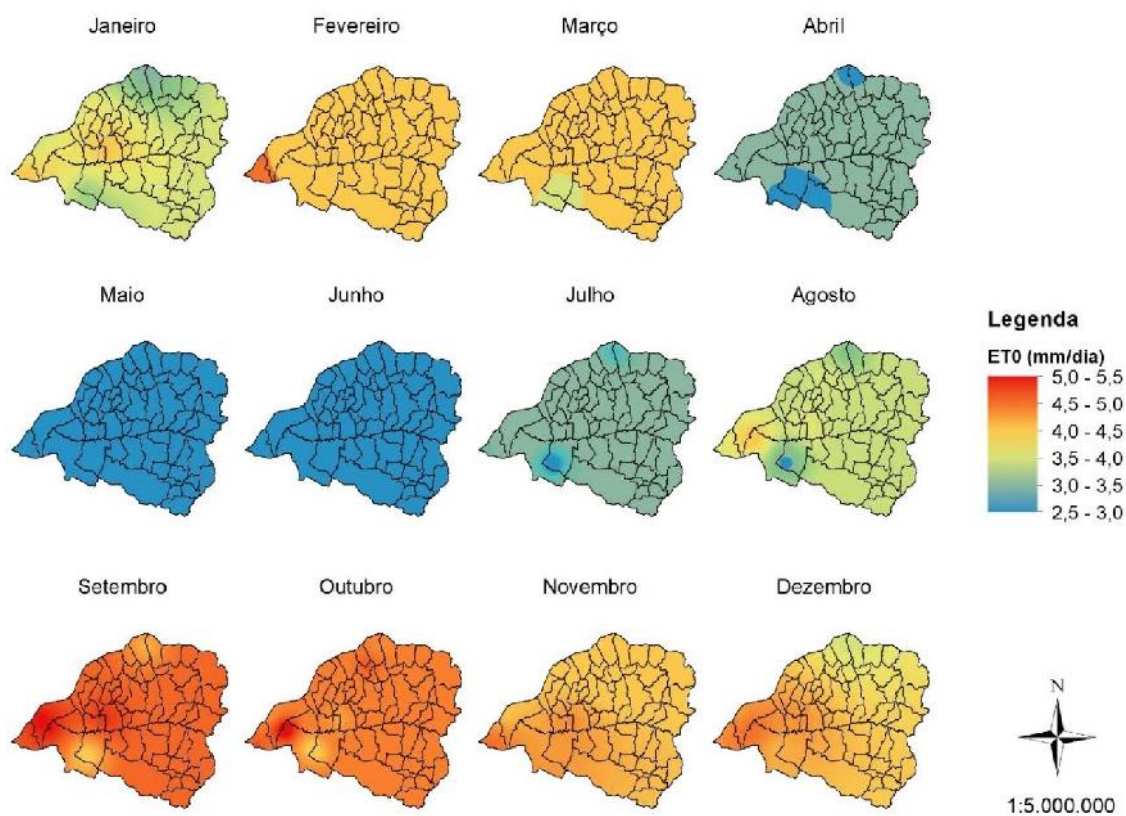 Janeiro
Fevereiro
Março
Abril
Maio
Junho
Julho
Agosto
Legenda
ET0 (mm/dia)
5,0 - 5,5
4,5 - 5,0
4,0 - 4,5
3,5 - 4,0
3,0 - 3,5
2,5 - 3,0
Setembro
Outubro
Novembro
Dezembro
N
1:5.000.000